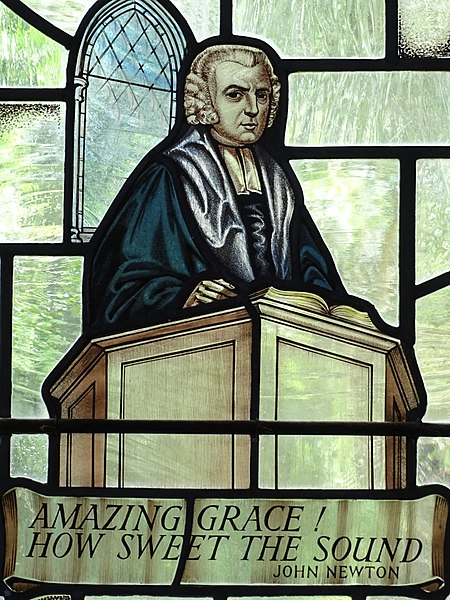 AMAZING GRACE!
HOW SWEET THE SOUND
JOHN NEWTON